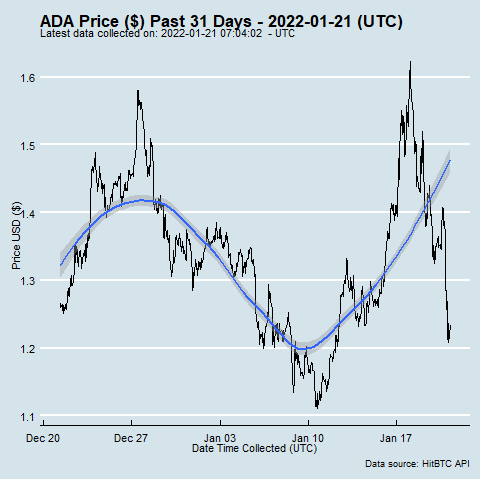 ADA Price ($) Past 31 Days - 2022-01-21 (UTC)
Latest data collected on: 2022-01-21 07:04:02 - UTC
1.6
1.5
1.4
1.3
1.2
1.1
Price USD ($)
Dec 20 Dec 27 Jan 03 Jan 10 Jan 17
Date Time Collected (UTC)
Data source: HitBTC API